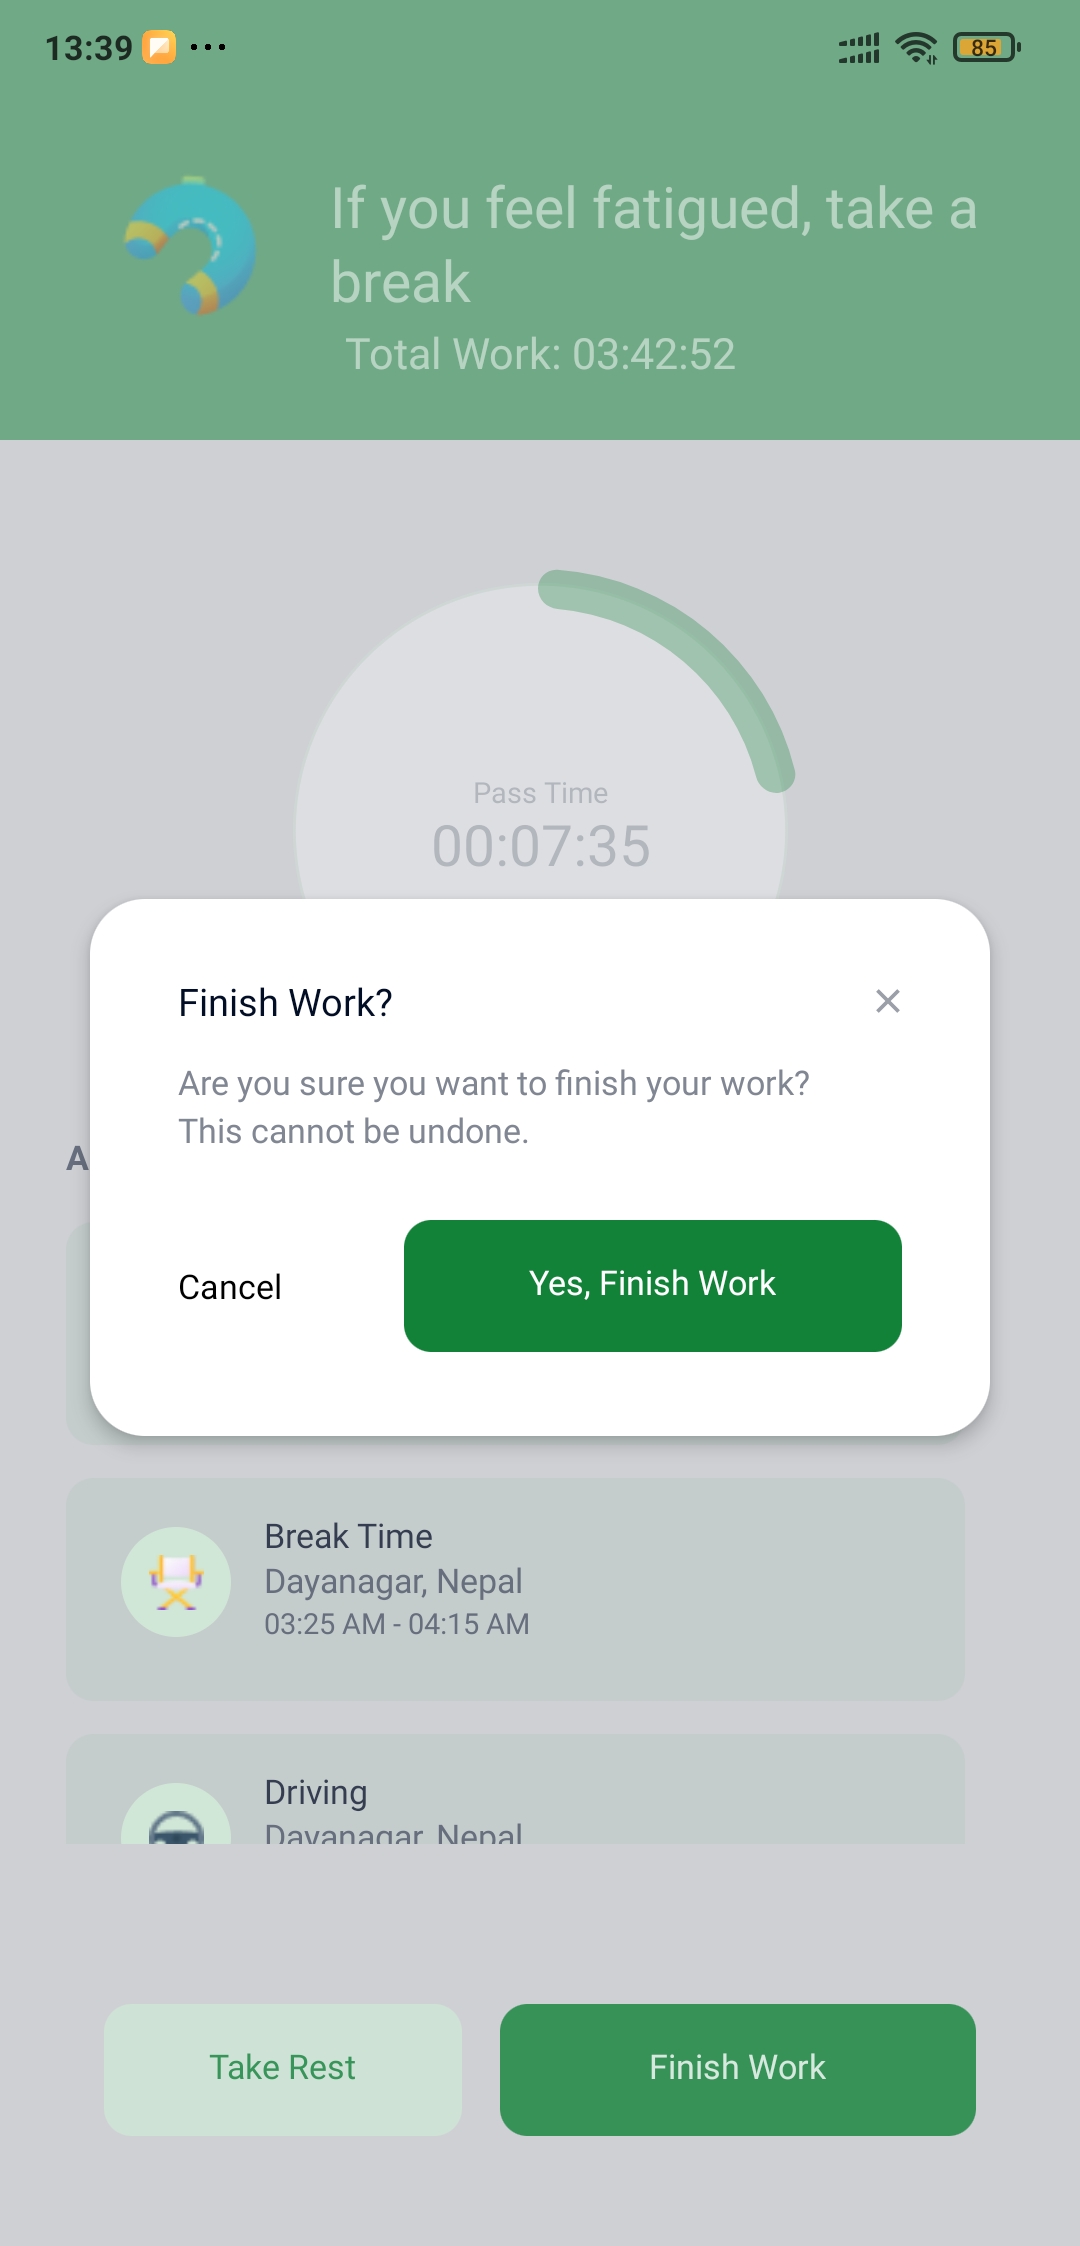 13:39
85
If you feel fatigued, take a
break
Total Work: 03:42:52
Pass Time
00:07:35
Finish Work?
Are you sure you want to finish your work?
This cannot be undone.
A
Cancel
Yes, Finish Work
Break Time
Dayanagar, Nepal
03:25 AM - 04:15 AM
Driving
Dayanagar, Nepal
Take Rest
Finish Work